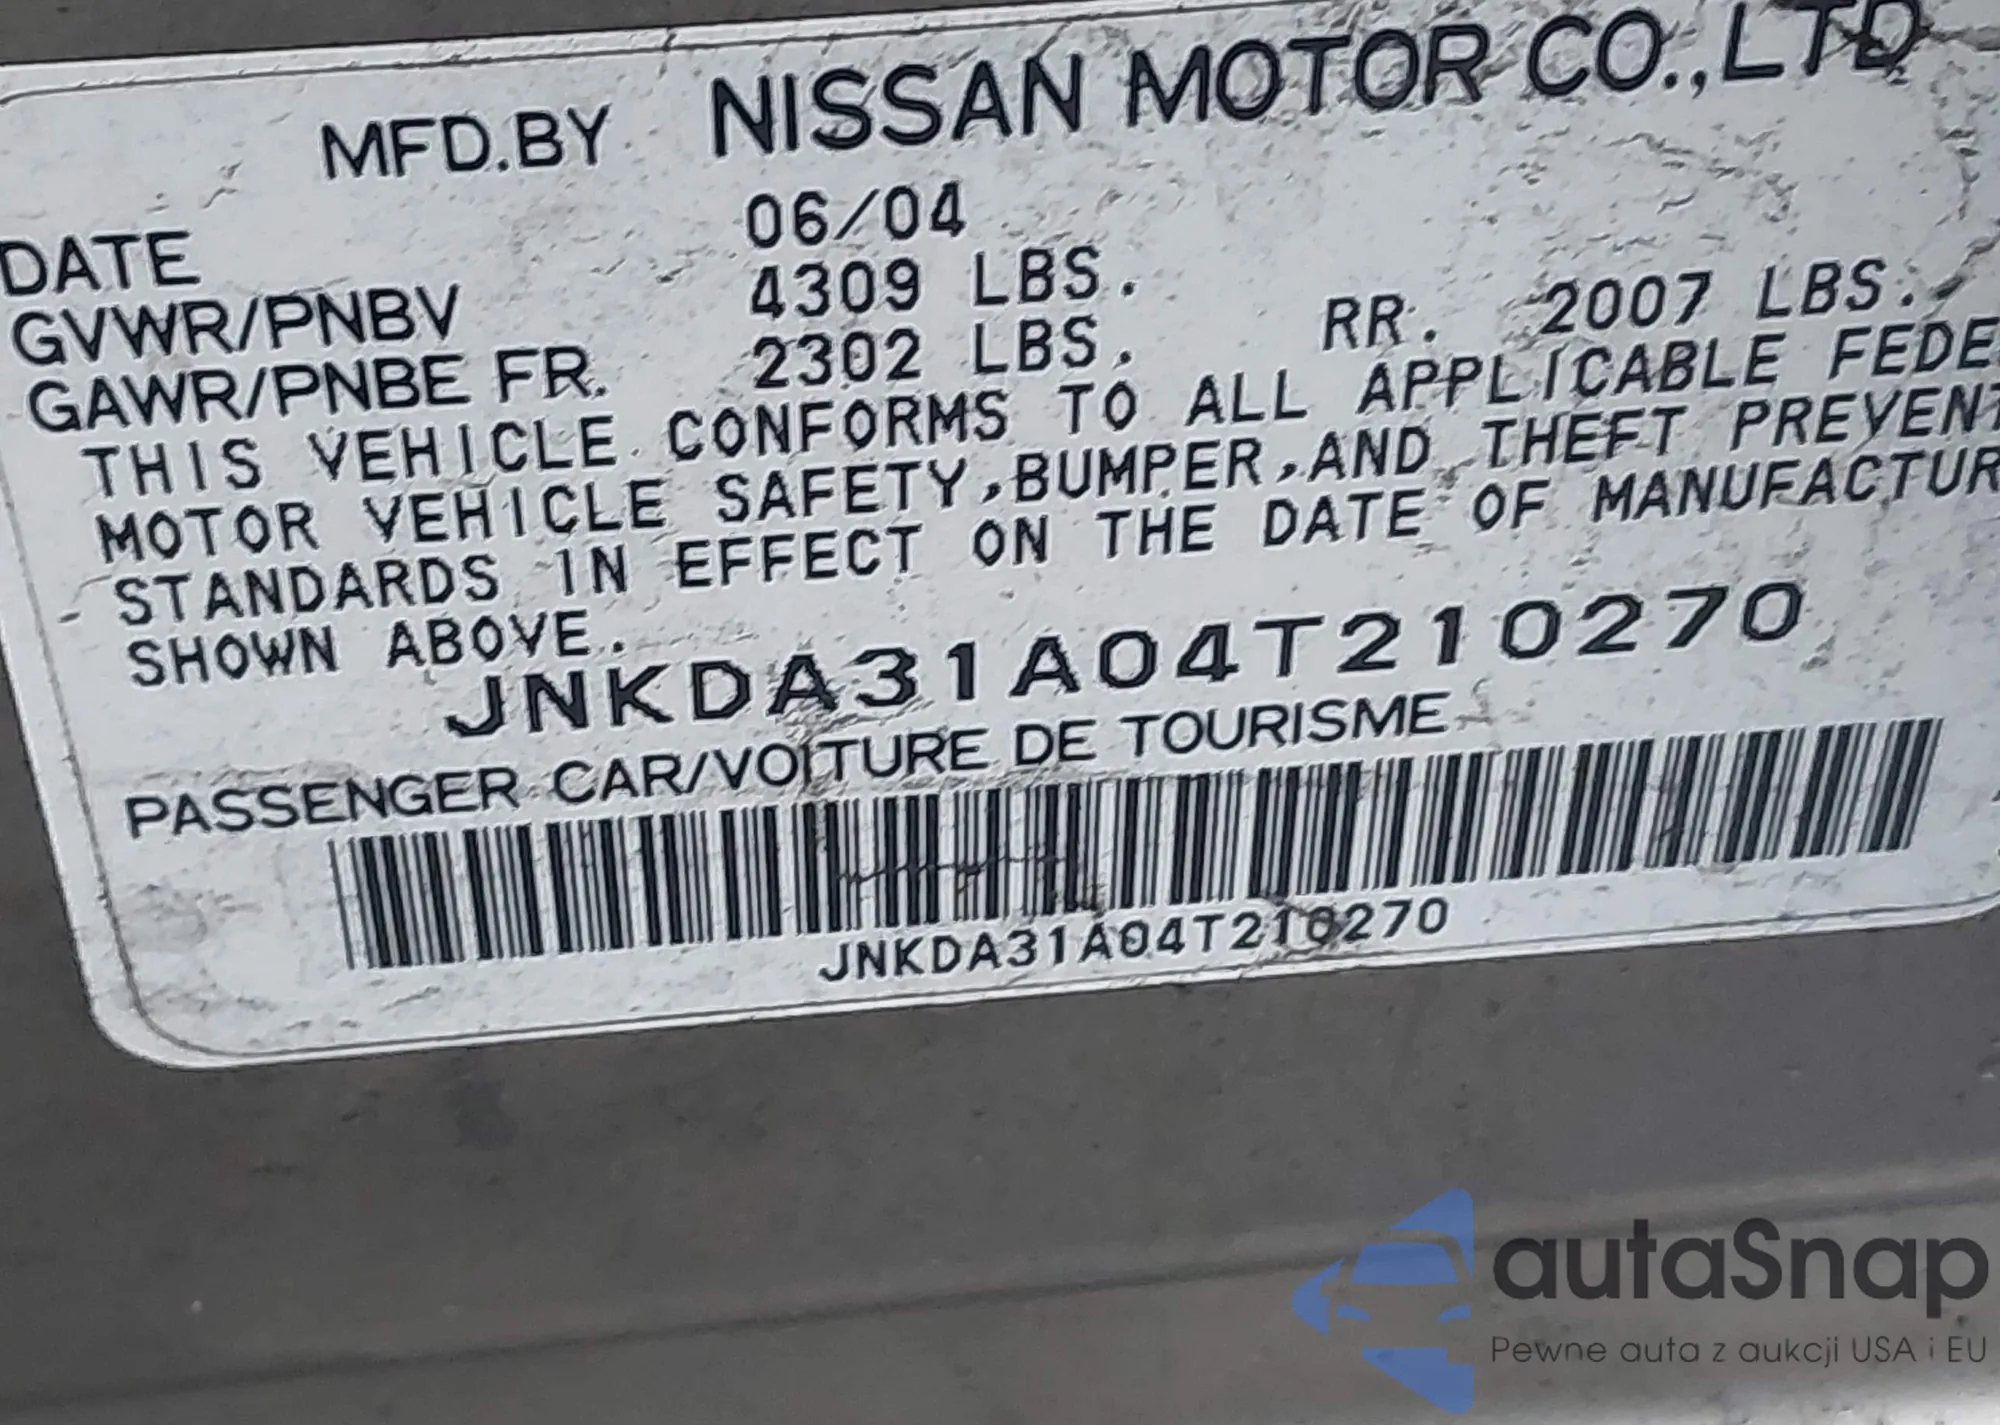 MFD.BY NISSAN MOTOR CO.,LTD
DATE 06/04
GVWR/PNBV 4309 LBS.
GAWR/PNBE FR. 2302 LBS. RR. 2007 LBS.
THIS VEHICLE CONFORMS TO ALL APPLICABLE FEDE
MOTOR VEHICLE SAFETY,BUMPER,AND THEFT PREVENT
STANDARDS IN EFFECT ON THE DATE OF MANUFACTUR
SHOWN ABOVE.
JNKDA31A04T210270
PASSENGER CAR/VOITURE DE TOURISME
JNKDA31A04T210270
autaSnap
Pewne auta z aukcji USA i EU